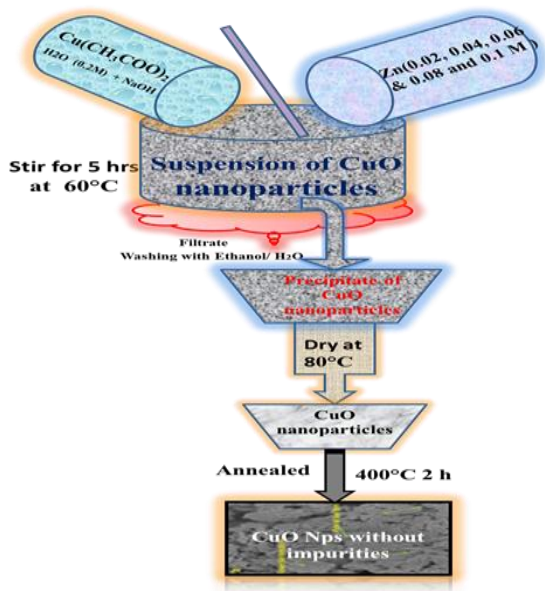 Cu(CH3COO)2
H2O (0.2M) + NaOH
Zn(0.02, 0.04, 0.06
& 0.08 and 0.1 M )
Stir for 5 hrs
at 60°C
Suspension of CuO
nanoparticles
Filtrate
Washing with Ethanol/ H2O
Precipitate of
CuO
nanoparticles
Dry at
80°C
CuO
nanoparticles
Annealed
400°C 2 h
CuO Nps without
impurities